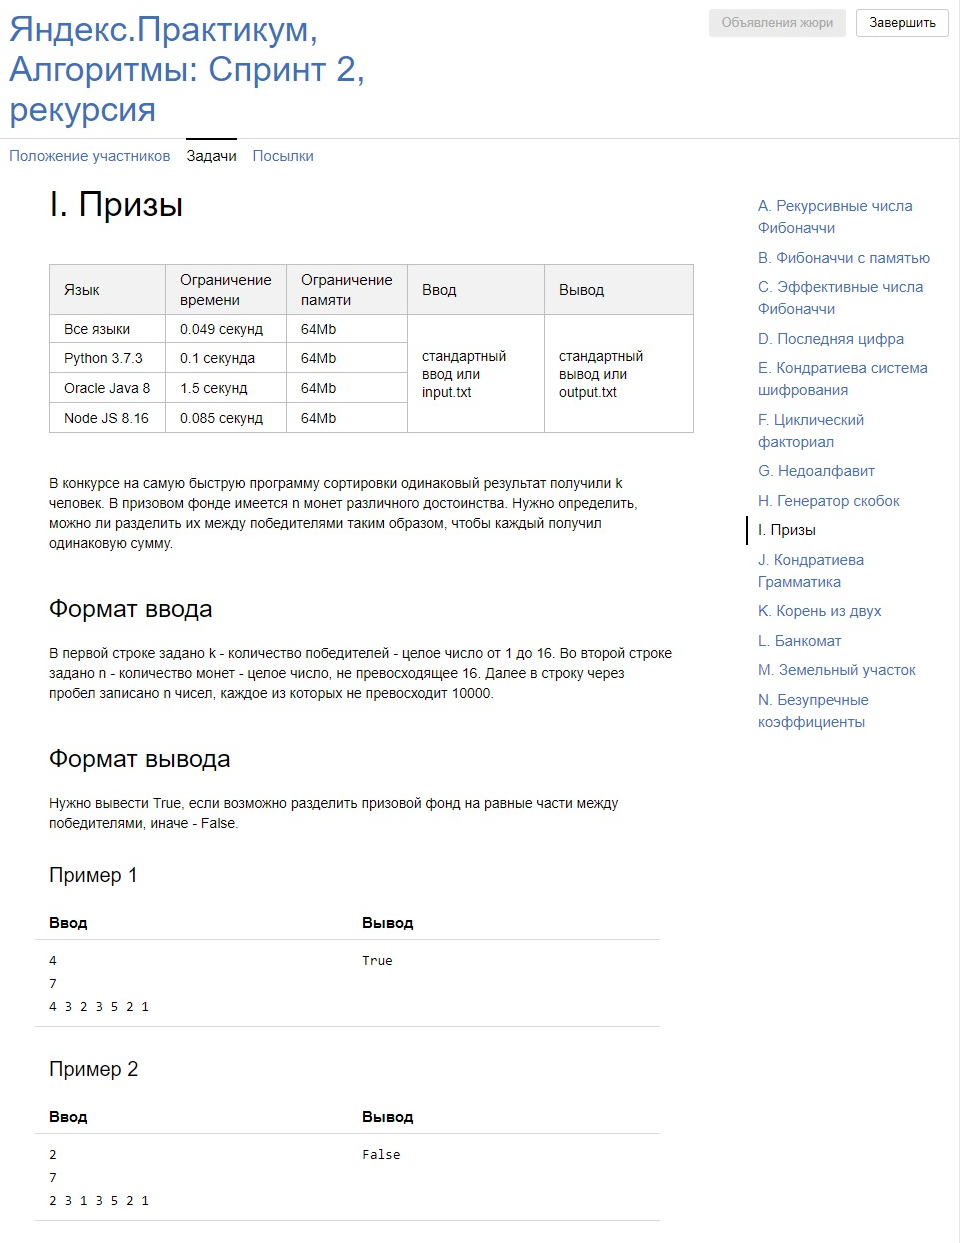 Яндекс.Практикум,
Алгоритмы: Спринт 2,
рекурсия
Объявления жюри
Завершить
Положение участников Задачи Посылки
I. Призы
Язык
Ограничение
времени
Ограничение
памяти
Ввод
Вывод
Все языки 0.049 секунд 64Mb
Python 3.7.3 0.1 секунда 64Mb
Oracle Java 8 1.5 секунд 64Mb
Node JS 8.16 0.085 секунд 64Mb
стандартный
ввод или
input.txt
стандартный
вывод или
output.txt
В конкурсе на самую быструю программу сортировки одинаковый результат получили k
человек. В призовом фонде имеется n монет различного достоинства. Нужно определить,
можно ли разделить их между победителями таким образом, чтобы каждый получил
одинаковую сумму.
Формат ввода
В первой строке задано k - количество победителей - целое число от 1 до 16. Во второй строке
задано n - количество монет - целое число, не превосходящее 16. Далее в строку через
пробел записано n чисел, каждое из которых не превосходит 10000.
Формат вывода
Нужно вывести True, если возможно разделить призовой фонд на равные части между
победителями, иначе - False.
Пример 1
Ввод Вывод
4 True
7
4 3 2 3 5 2 1
Пример 2
Ввод Вывод
2 False
7
2 3 1 3 5 2 1
A. Рекурсивные числа
Фибоначчи
B. Фибоначчи с памятью
C. Эффективные числа
Фибоначчи
D. Последняя цифра
E. Кондратиева система
шифрования
F. Циклический
факториал
G. Недоалфавит
H. Генератор скобок
I. Призы
J. Кондратиева
Грамматика
K. Корень из двух
L. Банкомат
M. Земельный участок
N. Безупречные
коэффициенты